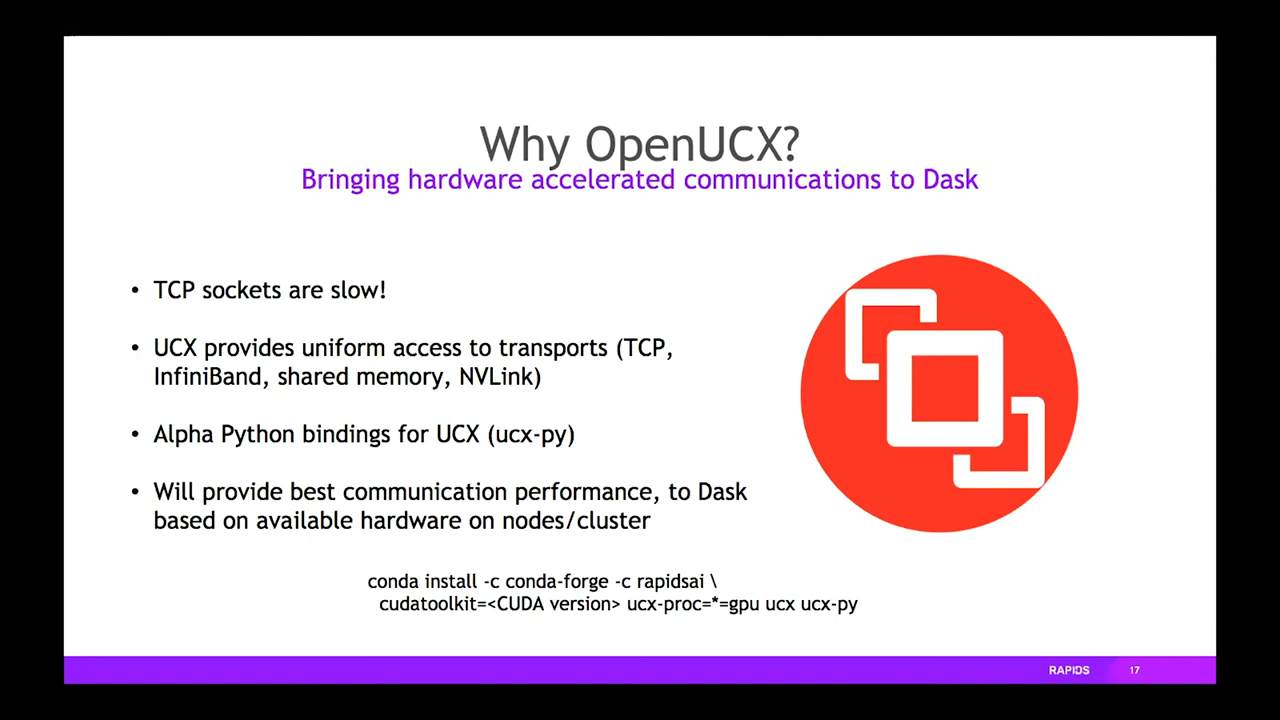 Why OpenUCX?
Bringing hardware accelerated communications to Dask
• TCP sockets are slow!
• UCX provides uniform access to transports (TCP,
InfiniBand, shared memory, NVLink)
• Alpha Python bindings for UCX (ucx-py)
• Will provide best communication performance, to Dask
based on available hardware on nodes/cluster
conda install -c conda-forge -c rapidsai \
cudatoolkit=<CUDA version> ucx-proc=*=gpu ucx ucx-py
RAPIDS 17